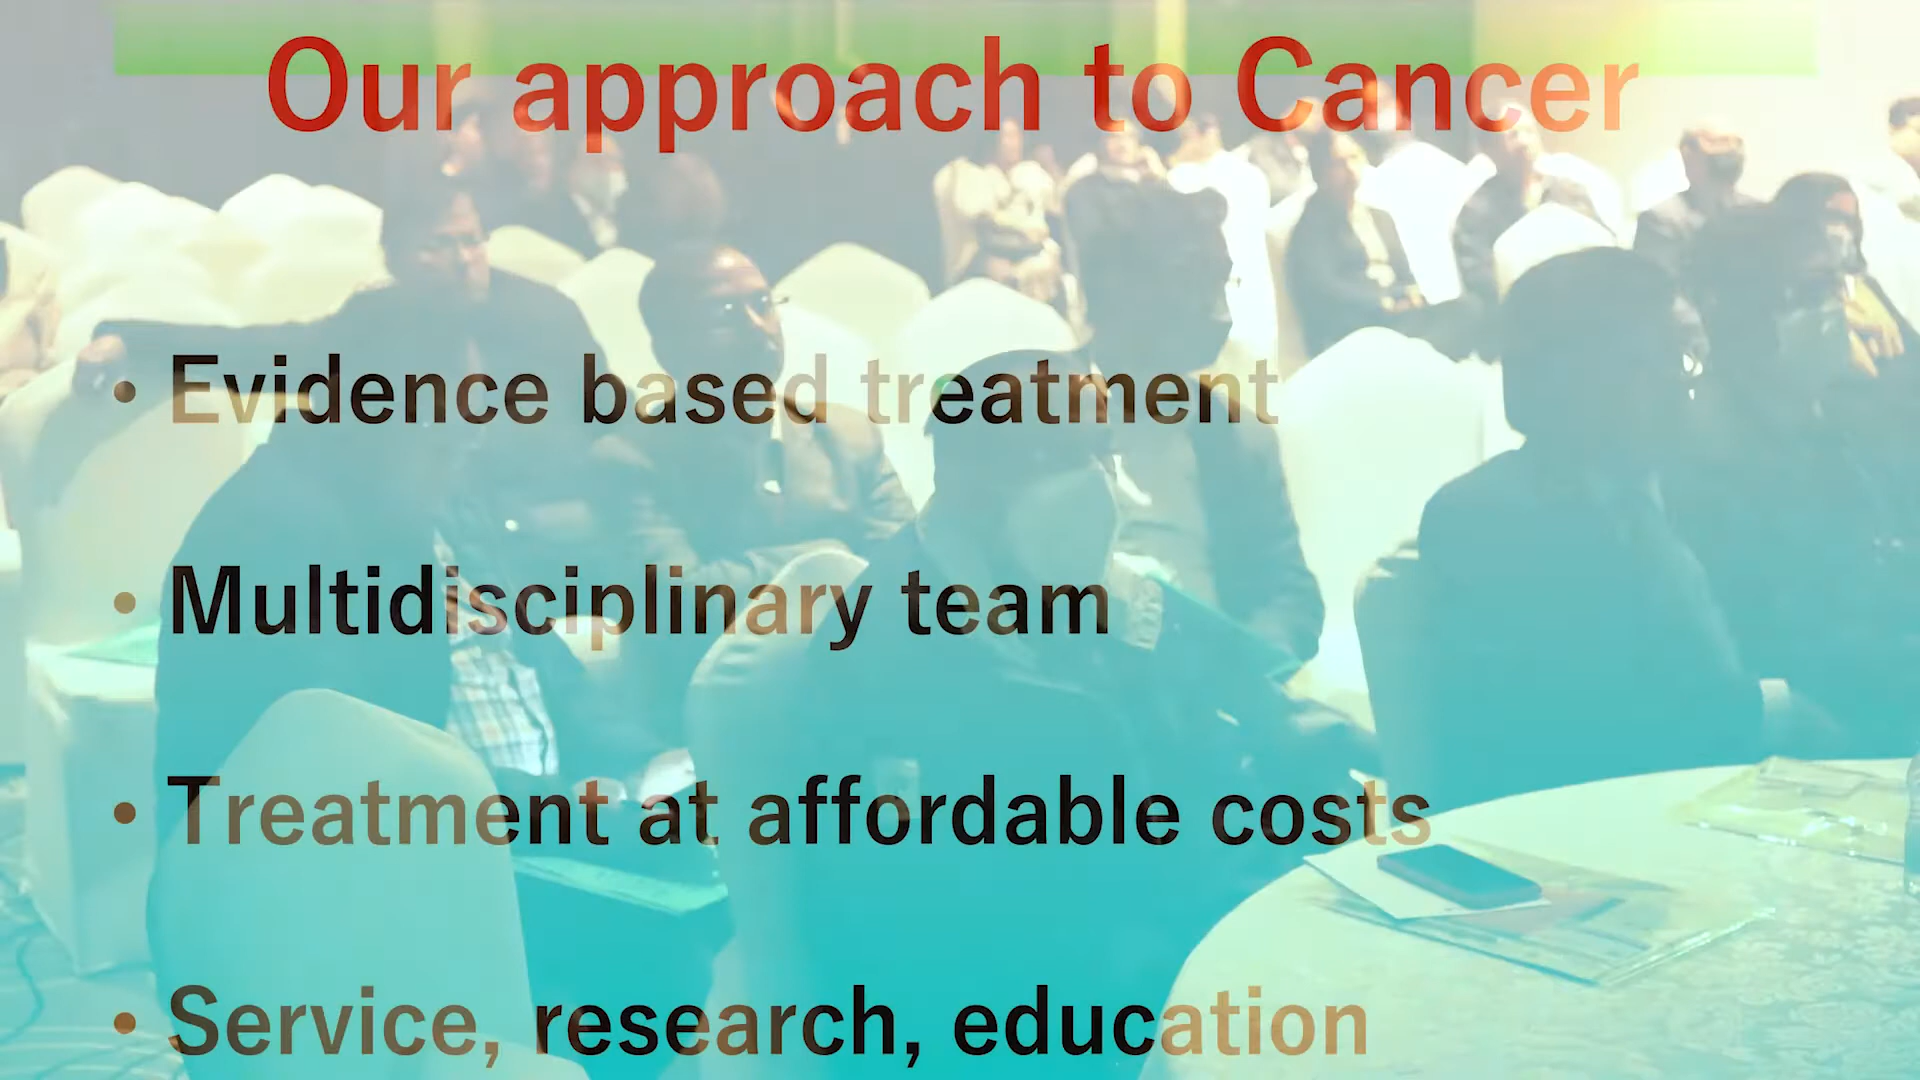 Our approach to Cancer
• Evidence based treatment
• Multidisciplinary team
• Treatment at affordable costs
• Service, research, education